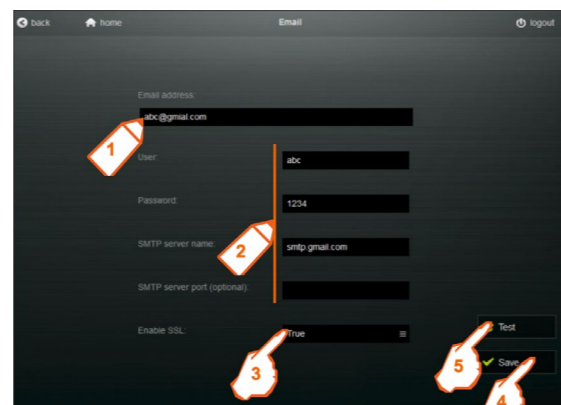 back home Email logout
Email address:
abc@gmial.com
1
User: abc
Password: 1234
2
SMTP server name: smtp.gmail.com
SMTP server port (optional):
Enable SSL: True
3
Test
5
Save
4